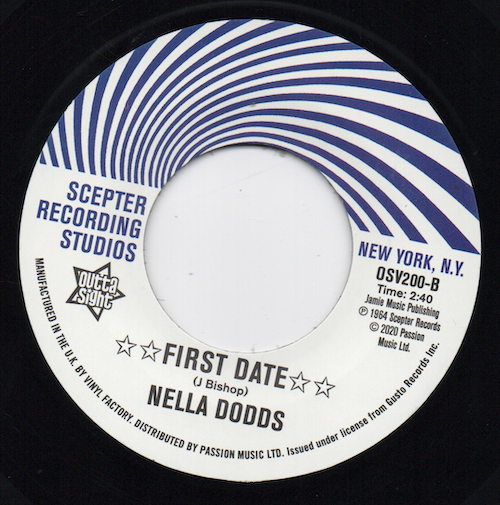 SCEPTER
RECORDING
STUDIOS
NEW YORK, N.Y.
OSV200-B
Time: 2:40
Jamie Music Publishing
℗ 1964 Scepter Records
© 2020 Passion
Music Ltd.
outta
sight
☆☆FIRST DATE☆☆
(J Bishop)
NELLA DODDS
MANUFACTURED IN THE U.K. BY VINYL FACTORY. DISTRIBUTED BY PASSION MUSIC LTD. Issued under license from Gusto Records Inc.